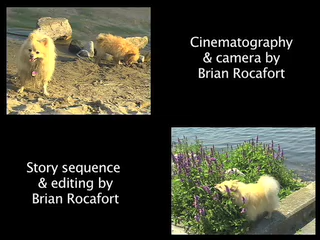 Cinematography
& camera by
Brian Rocafort
Story sequence
& editing by
Brian Rocafort